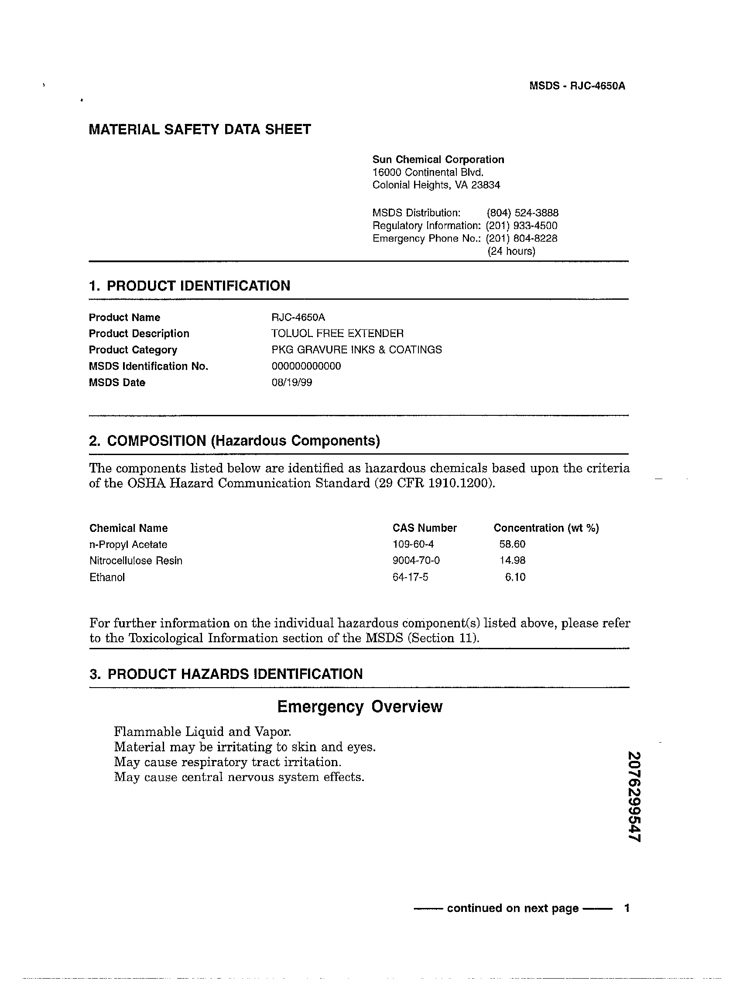 MSDS - RJC-4650A
MATERIAL SAFETY DATA SHEET
Sun Chemical Corporation
16000 Continental Blvd.
Colonial Heights, VA 23834
MSDS Distribution: (804) 524-3888
Regulatory Information: (201) 933-4500
Emergency Phone No.: (201) 804-8228
(24 hours)
1. PRODUCT IDENTIFICATION
Product Name RJC-4650A
Product Description TOLUOL FREE EXTENDER
Product Category PKG GRAVURE INKS & COATINGS
MSDS Identification No. 000000000000
MSDS Date 08/19/99
2. COMPOSITION (Hazardous Components)
The components listed below are identified as hazardous chemicals based upon the criteria
of the OSHA Hazard Communication Standard (29 CFR 1910.1200).
Chemical Name CAS Number Concentration (wt %)
n-Propyl Acetate 109-60-4 58.60
Nitrocellulose Resin 9004-70-0 14.98
Ethanol 64-17-5 6.10
For further information on the individual hazardous component(s) listed above, please refer
to the Toxicological Information section of the MSDS (Section 11).
3. PRODUCT HAZARDS IDENTIFICATION
Emergency Overview
Flammable Liquid and Vapor.
Material may be irritating to skin and eyes.
May cause respiratory tract irritation.
May cause central nervous system effects.
2076299547
continued on next page 1